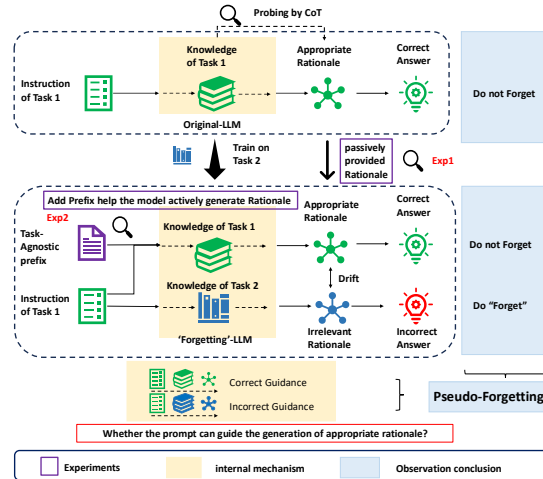 Probing by CoT
Knowledge
of Task 1
Appropriate
Rationale
Correct
Answer
Instruction
of Task 1
Original-LLM
Do not Forget
Train on
Task 2
passively
provided
Rationale
Exp1
Add Prefix help the model actively generate Rationale
Exp2
Task-
Agnostic
prefix
Knowledge of Task 1
Appropriate
Rationale
Correct
Answer
Do not Forget
Instruction
of Task 1
Knowledge of Task 2
Drift
'Forgetting'-LLM
Irrelevant
Rationale
Incorrect
Answer
Do "Forget"
Correct Guidance
Incorrect Guidance
Pseudo-Forgetting
Whether the prompt can guide the generation of appropriate rationale?
Experiments
internal mechanism
Observation conclusion